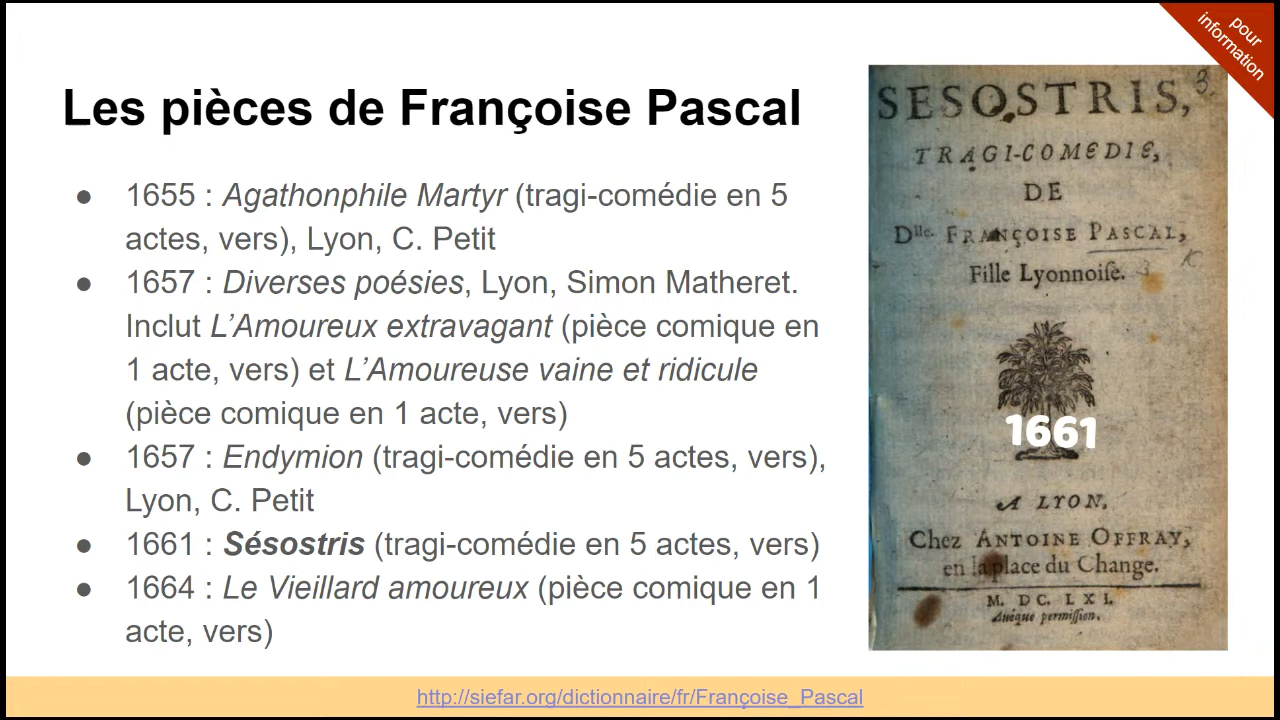 pour
information
Les pièces de Françoise Pascal
● 1655 : Agathonphile Martyr (tragi-comédie en 5
actes, vers), Lyon, C. Petit
● 1657 : Diverses poésies, Lyon, Simon Matheret.
Inclut L’Amoureux extravagant (pièce comique en
1 acte, vers) et L’Amoureuse vaine et ridicule
(pièce comique en 1 acte, vers)
● 1657 : Endymion (tragi-comédie en 5 actes, vers),
Lyon, C. Petit
● 1661 : Sésostris (tragi-comédie en 5 actes, vers)
● 1664 : Le Vieillard amoureux (pièce comique en 1
acte, vers)
3.
SESOSTRIS,
TRAGI-COMEDIE,
DE
Dlle. FRANÇOISE PASCAL,
Fille Lyonnoiſe.
1661
A LYON,
Chez ANTOINE OFFRAY,
en la place du Change.
M. DC. LXI.
Auéque permiſſion.
http://siefar.org/dictionnaire/fr/Françoise_Pascal